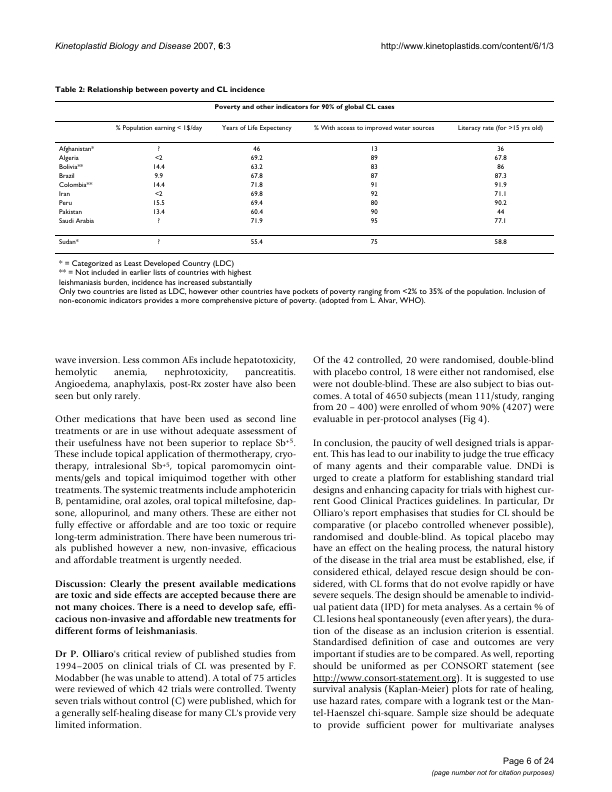 Kinetoplastid Biology and Disease 2007, 6:3
http://www.kinetoplastids.com/content/6/1/3
Table 2: Relationship between poverty and CL incidence
Poverty and other indicators for 90% of global CL cases
% Population earning < 1$/day Years of Life Expectency % With access to improved water sources Literacy rate (for >15 yrs old)
Afghanistan* ? 46 13 36
Algeria <2 69.2 89 67.8
Bolivia** 14.4 63.2 83 86
Brazil 9.9 67.8 87 87.3
Colombia** 14.4 71.8 91 91.9
Iran <2 69.8 92 71.1
Peru 15.5 69.4 80 90.2
Pakistan 13.4 60.4 90 44
Saudi Arabia ? 71.9 95 77.1
Sudan* ? 55.4 75 58.8
* = Categorized as Least Developed Country (LDC)
** = Not included in earlier lists of countries with highest
leishmaniasis burden, incidence has increased substantially
Only two countries are listed as LDC, however other countries have pockets of poverty ranging from <2% to 35% of the population. Inclusion of
non-economic indicators provides a more comprehensive picture of poverty. (adopted from L. Alvar, WHO).
wave inversion. Less common AEs include hepatotoxicity,
hemolytic anemia, nephrotoxicity, pancreatitis.
Angioedema, anaphylaxis, post-Rx zoster have also been
seen but only rarely.
Other medications that have been used as second line
treatments or are in use without adequate assessment of
their usefulness have not been superior to replace Sb+5.
These include topical application of thermotherapy, cryo-
therapy, intralesional Sb+5, topical paromomycin oint-
ments/gels and topical imiquimod together with other
treatments. The systemic treatments include amphotericin
B, pentamidine, oral azoles, oral topical miltefosine, dap-
sone, allopurinol, and many others. These are either not
fully effective or affordable and are too toxic or require
long-term administration. There have been numerous tri-
als published however a new, non-invasive, efficacious
and affordable treatment is urgently needed.
Discussion: Clearly the present available medications
are toxic and side effects are accepted because there are
not many choices. There is a need to develop safe, effi-
cacious non-invasive and affordable new treatments for
different forms of leishmaniasis.
Dr P. Olliaro's critical review of published studies from
1994–2005 on clinical trials of CL was presented by F.
Modabber (he was unable to attend). A total of 75 articles
were reviewed of which 42 trials were controlled. Twenty
seven trials without control (C) were published, which for
a generally self-healing disease for many CL's provide very
limited information.
Of the 42 controlled, 20 were randomised, double-blind
with placebo control, 18 were either not randomised, else
were not double-blind. These are also subject to bias out-
comes. A total of 4650 subjects (mean 111/study, ranging
from 20 – 400) were enrolled of whom 90% (4207) were
evaluable in per-protocol analyses (Fig 4).
In conclusion, the paucity of well designed trials is appar-
ent. This has lead to our inability to judge the true efficacy
of many agents and their comparable value. DNDi is
urged to create a platform for establishing standard trial
designs and enhancing capacity for trials with highest cur-
rent Good Clinical Practices guidelines. In particular, Dr
Olliaro's report emphasises that studies for CL should be
comparative (or placebo controlled whenever possible),
randomised and double-blind. As topical placebo may
have an effect on the healing process, the natural history
of the disease in the trial area must be established, else, if
considered ethical, delayed rescue design should be con-
sidered, with CL forms that do not evolve rapidly or have
severe sequels. The design should be amenable to individ-
ual patient data (IPD) for meta analyses. As a certain % of
CL lesions heal spontaneously (even after years), the dura-
tion of the disease as an inclusion criterion is essential.
Standardised definition of case and outcomes are very
important if studies are to be compared. As well, reporting
should be uniformed as per CONSORT statement (see
http://www.consort-statement.org). It is suggested to use
survival analysis (Kaplan-Meier) plots for rate of healing,
use hazard rates, compare with a logrank test or the Man-
tel-Haenszel chi-square. Sample size should be adequate
to provide sufficient power for multivariate analyses
Page 6 of 24
(page number not for citation purposes)